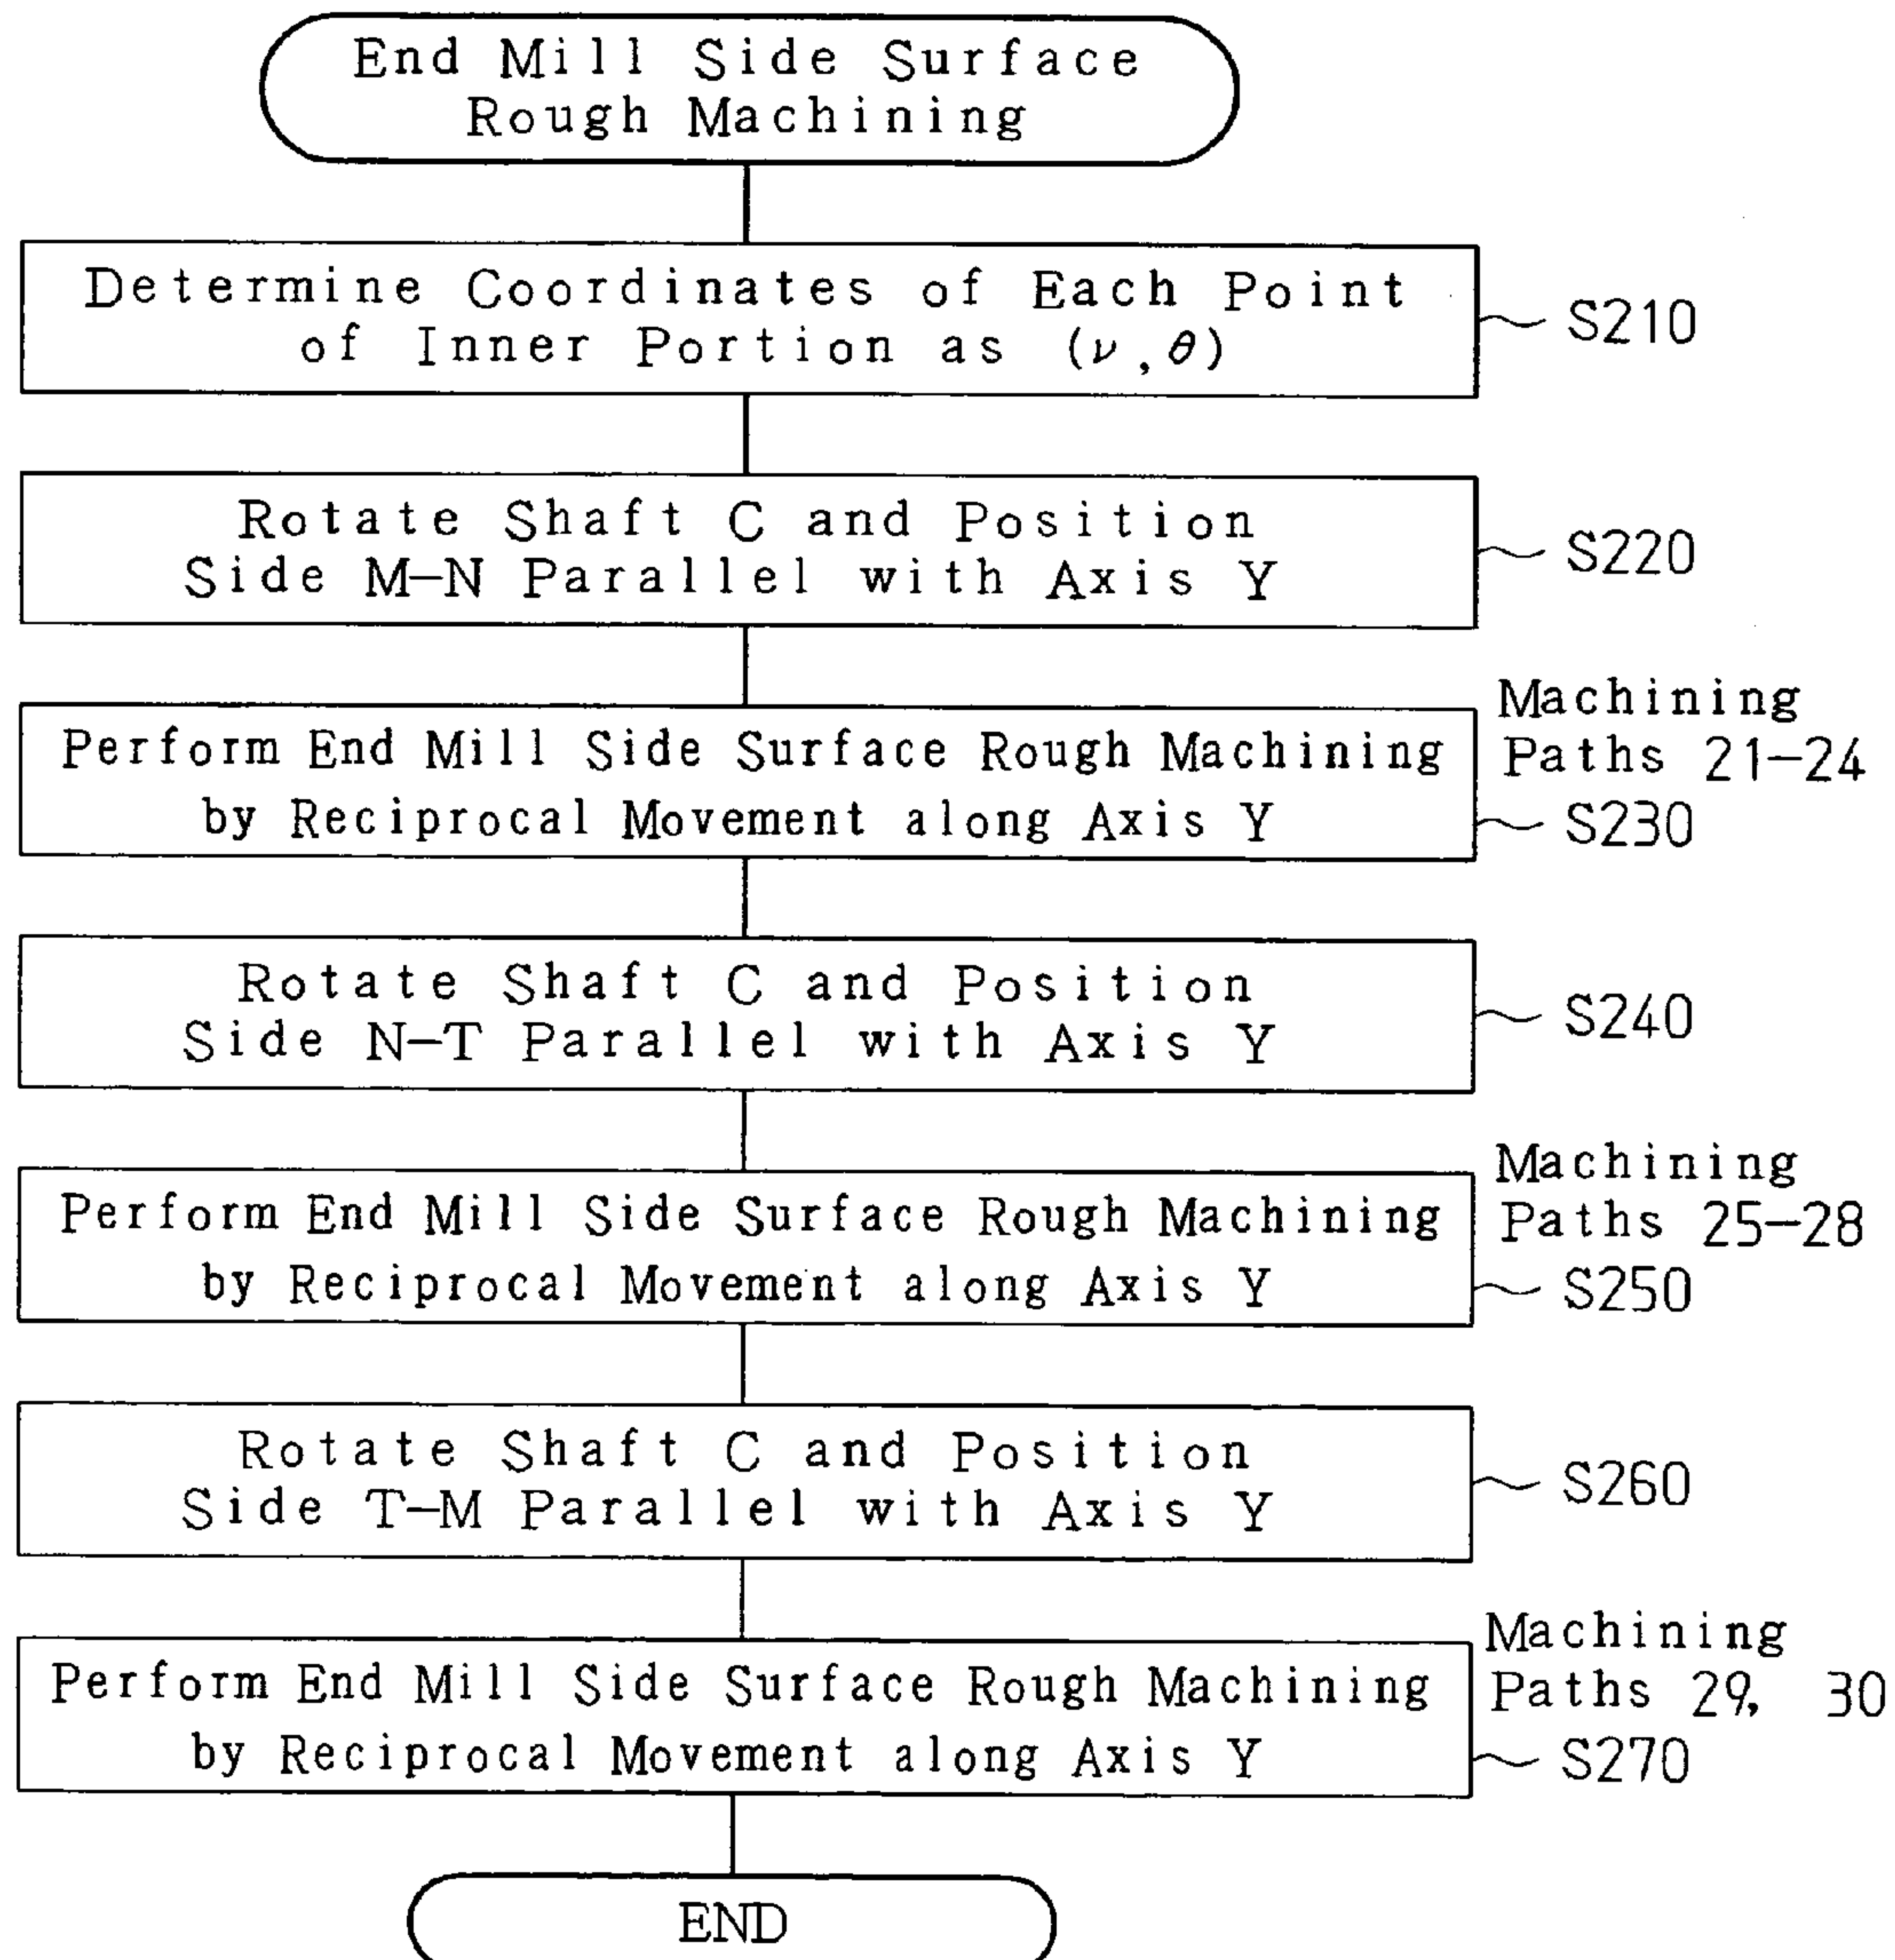 End Mill Side Surface
Rough Machining
Determine Coordinates of Each Point
of Inner Portion as (ν, θ)
S210
Rotate Shaft C and Position
Side M-N Parallel with Axis Y
S220
Perform End Mill Side Surface Rough Machining
by Reciprocal Movement along Axis Y
Machining
Paths 21-24
S230
Rotate Shaft C and Position
Side N-T Parallel with Axis Y
S240
Perform End Mill Side Surface Rough Machining
by Reciprocal Movement along Axis Y
Machining
Paths 25-28
S250
Rotate Shaft C and Position
Side T-M Parallel with Axis Y
S260
Perform End Mill Side Surface Rough Machining
by Reciprocal Movement along Axis Y
Machining
Paths 29, 30
S270
END